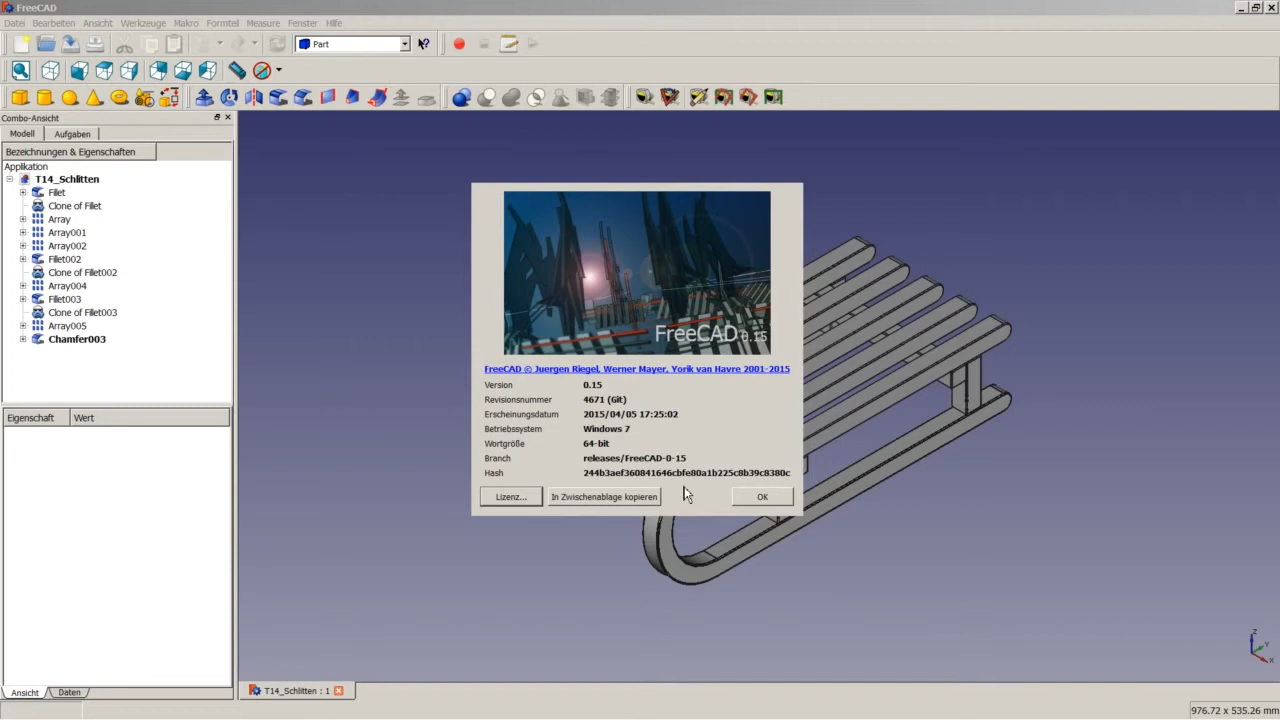 FreeCAD
Datei Bearbeiten Ansicht Werkzeuge Makro Formteil Measure Fenster Hilfe
Part
Combo-Ansicht
Modell Aufgaben
Bezeichnungen & Eigenschaften
Applikation
T14_Schlitten
Fillet
Clone of Fillet
Array
Array001
Array002
Fillet002
Clone of Fillet002
Array004
Fillet003
Clone of Fillet003
Array005
Chamfer003
Eigenschaft Wert
Ansicht Daten
FreeCAD 0.15
FreeCAD © Juergen Riegel, Werner Mayer, Yorik van Havre 2001-2015
Version 0.15
Revisionsnummer 4671 (Git)
Erscheinungsdatum 2015/04/05 17:25:02
Betriebssystem Windows 7
Wortgröße 64-bit
Branch releases/FreeCAD-0-15
Hash 244b3aef360841646cbfe80a1b225c8b39c8380c
Lizenz... In Zwischenablage kopieren OK
Z
Y
X
T14_Schlitten : 1
976.72 x 535.26 mm